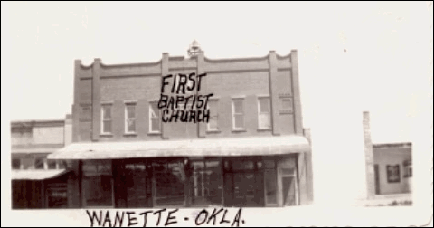 FIRST
BAPTIST
CHURCH
WANETTE - OKLA.